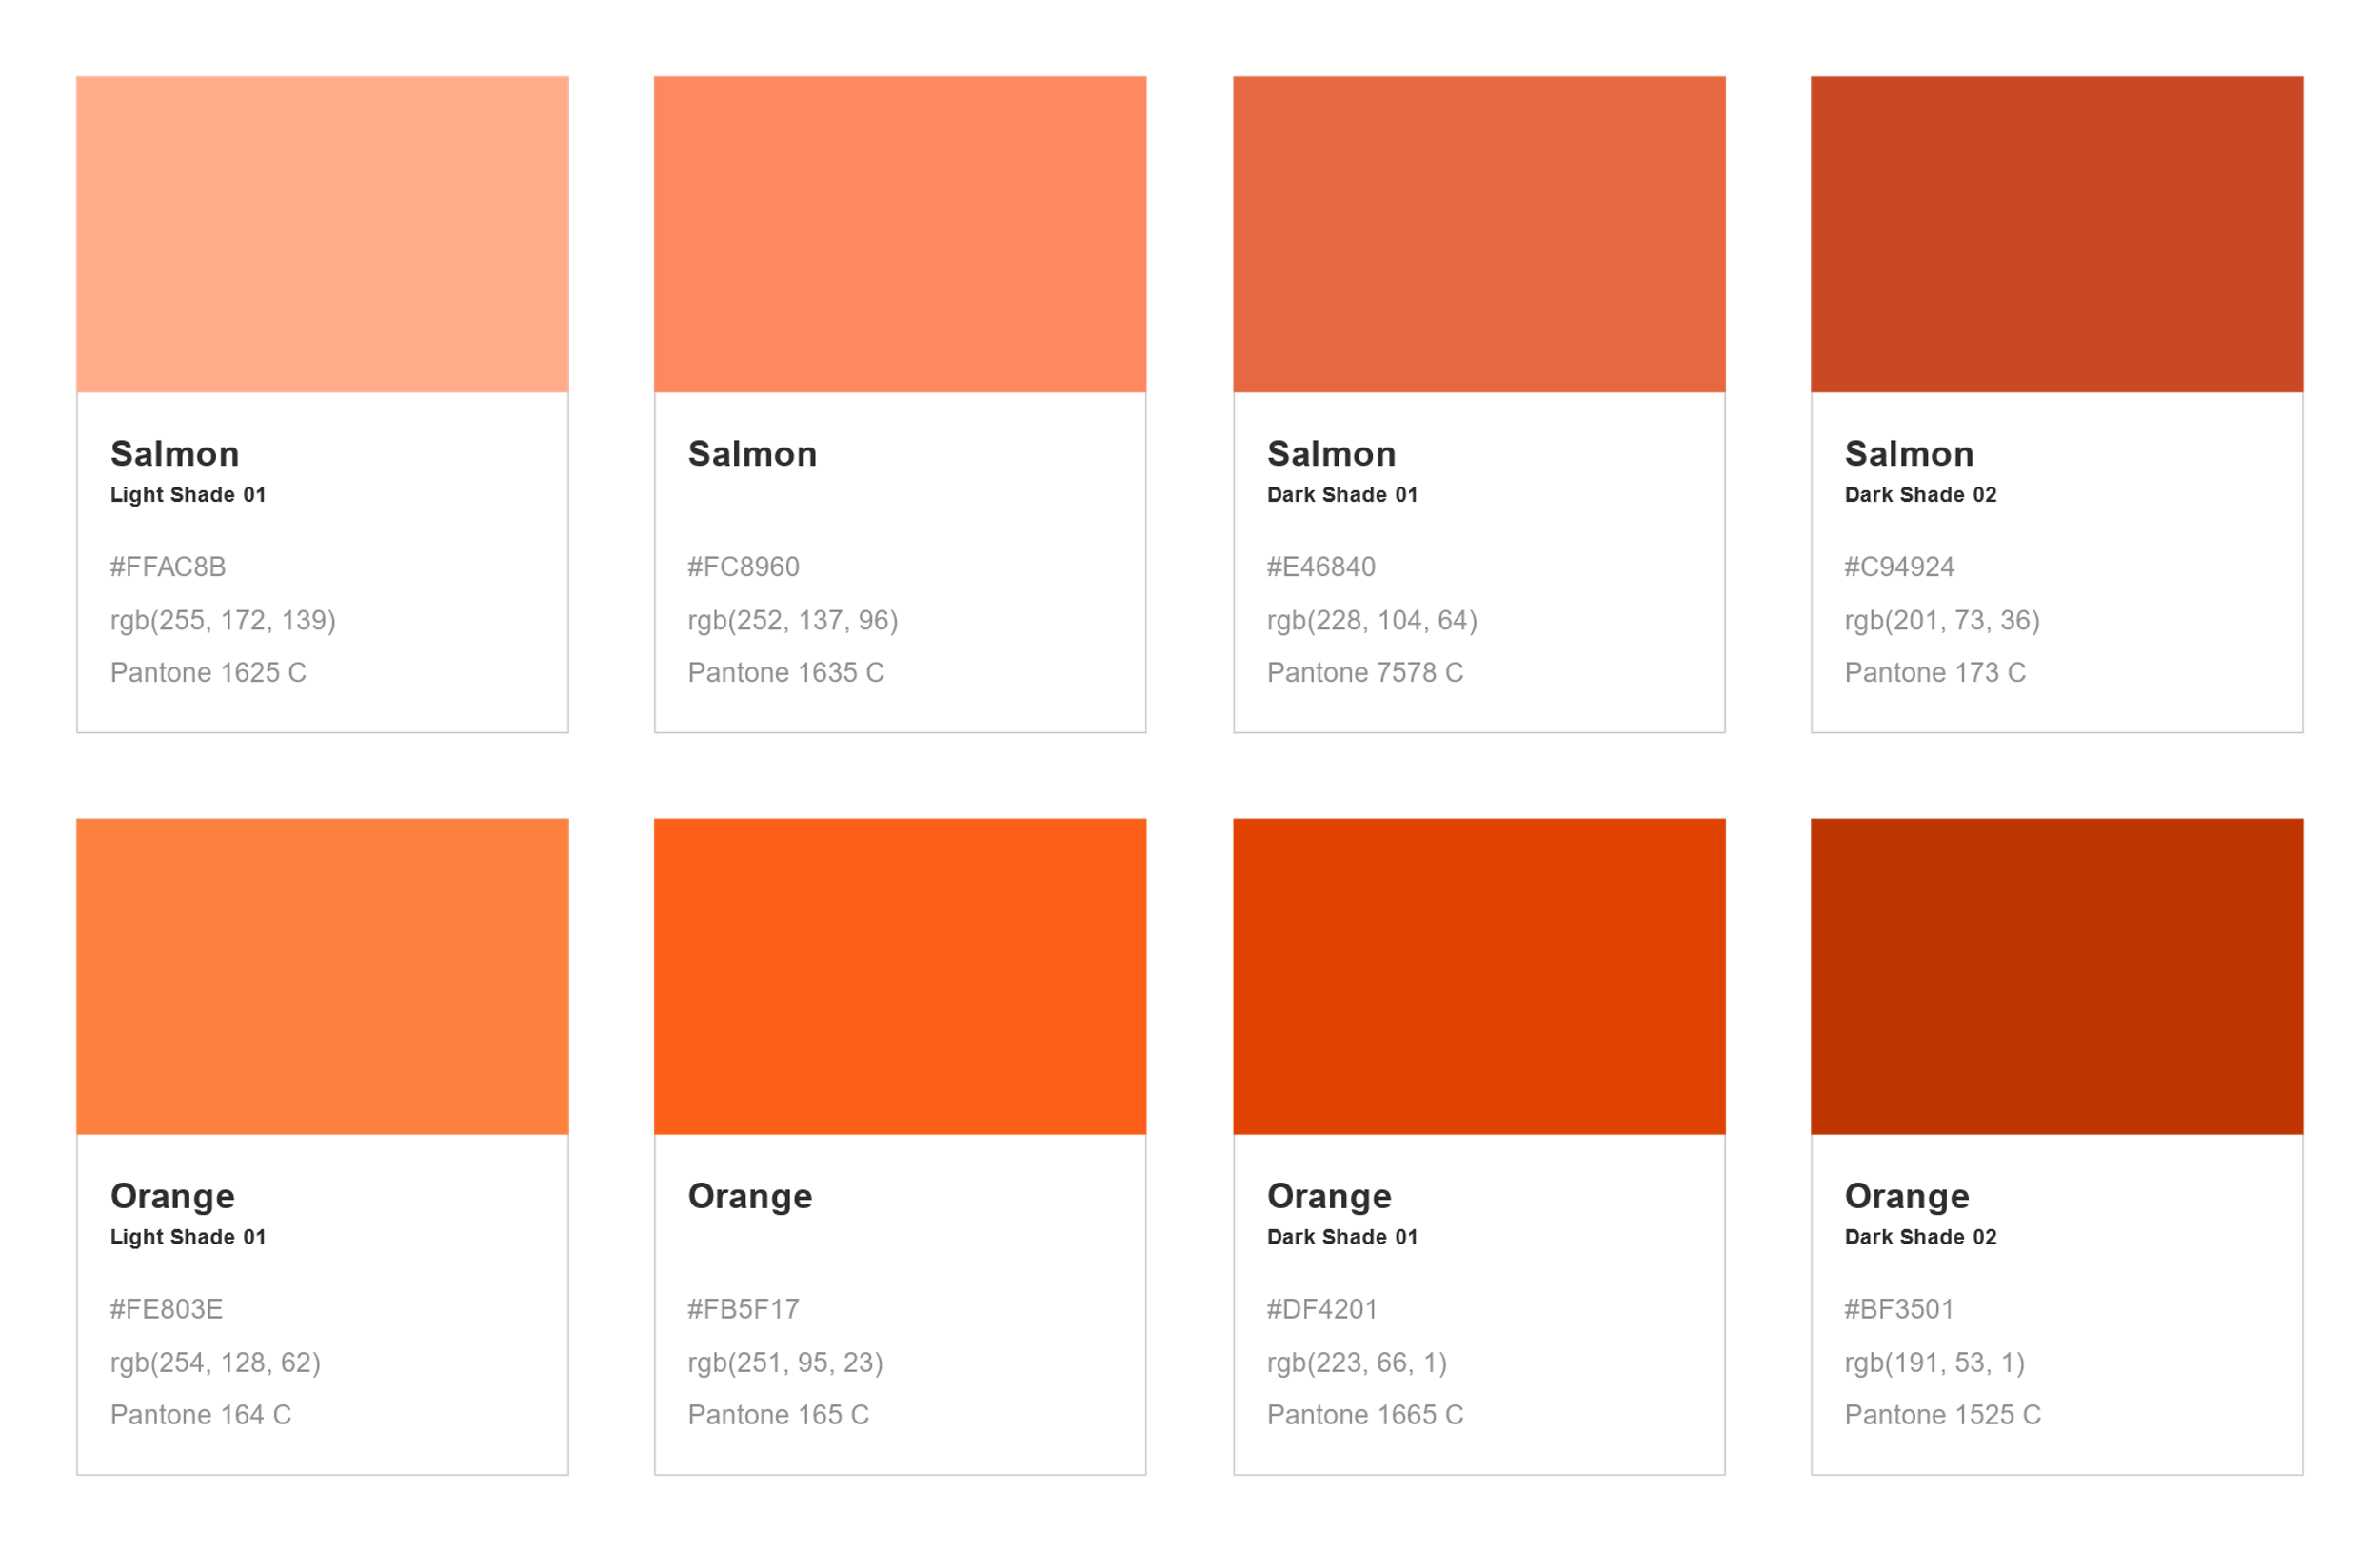 Salmon
Light Shade 01
#FFAC8B
rgb(255, 172, 139)
Pantone 1625 C
Salmon
#FC8960
rgb(252, 137, 96)
Pantone 1635 C
Salmon
Dark Shade 01
#E46840
rgb(228, 104, 64)
Pantone 7578 C
Salmon
Dark Shade 02
#C94924
rgb(201, 73, 36)
Pantone 173 C
Orange
Light Shade 01
#FE803E
rgb(254, 128, 62)
Pantone 164 C
Orange
#FB5F17
rgb(251, 95, 23)
Pantone 165 C
Orange
Dark Shade 01
#DF4201
rgb(223, 66, 1)
Pantone 1665 C
Orange
Dark Shade 02
#BF3501
rgb(191, 53, 1)
Pantone 1525 C